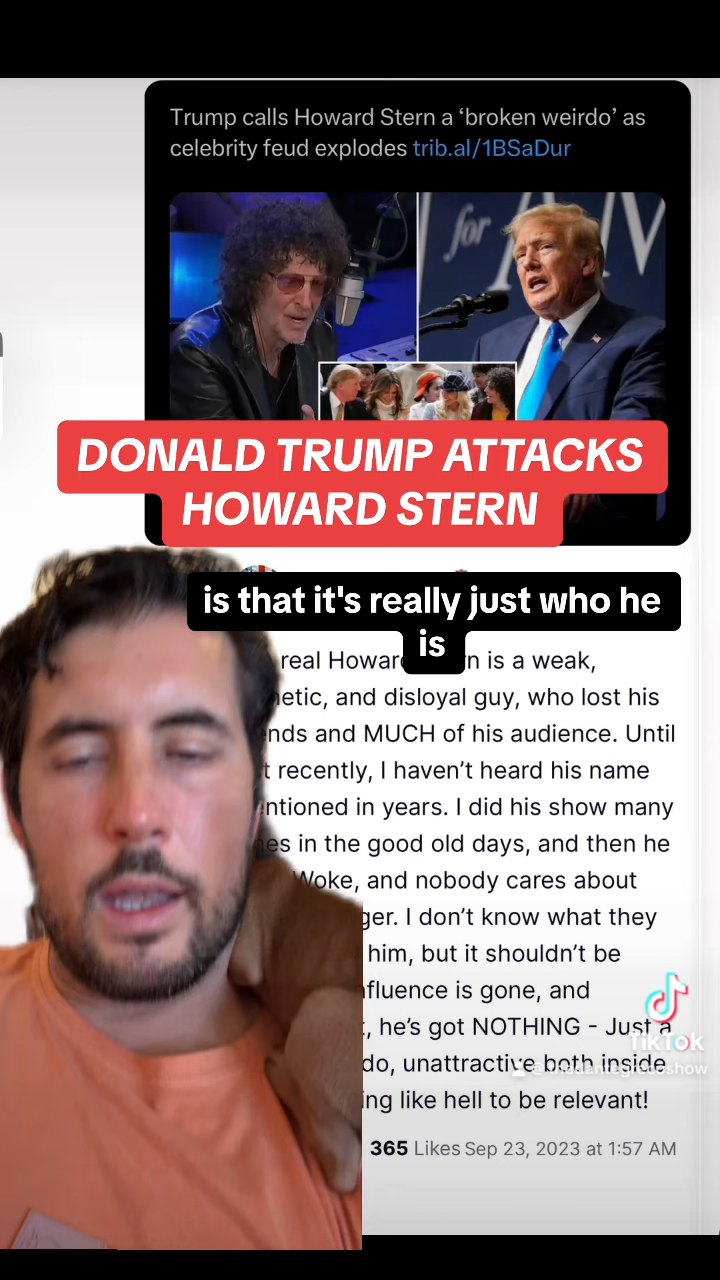 Trump calls Howard Stern a ‘broken weirdo’ as
celebrity feud explodes trib.al/1BSaDur
for
DONALD TRUMP ATTACKS
HOWARD STERN
is that it's really just who he
is
real Howar n is a weak,
etic, and disloyal guy, who lost his
nds and MUCH of his audience. Until
t recently, I haven’t heard his name
ntioned in years. I did his show many
es in the good old days, and then he
Woke, and nobody cares about
ger. I don’t know what they
him, but it shouldn’t be
fluence is gone, and
, he’s got NOTHING - Just a
do, unattractive both inside
ing like hell to be relevant!
365 Likes Sep 23, 2023 at 1:57 AM
TikTok